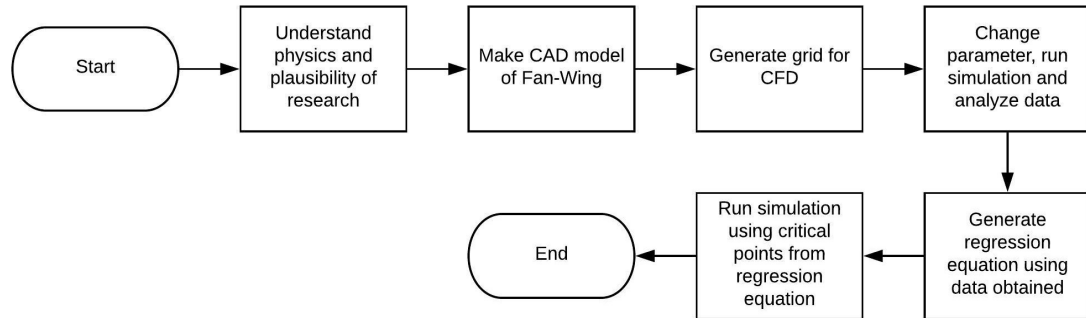 Start
Understand
physics and
plausibility of
research
Make CAD model
of Fan-Wing
Generate grid for
CFD
Change
parameter, run
simulation and
analyze data
Generate
regression
equation using
data obtained
Run simulation
using critical
points from
regression
equation
End